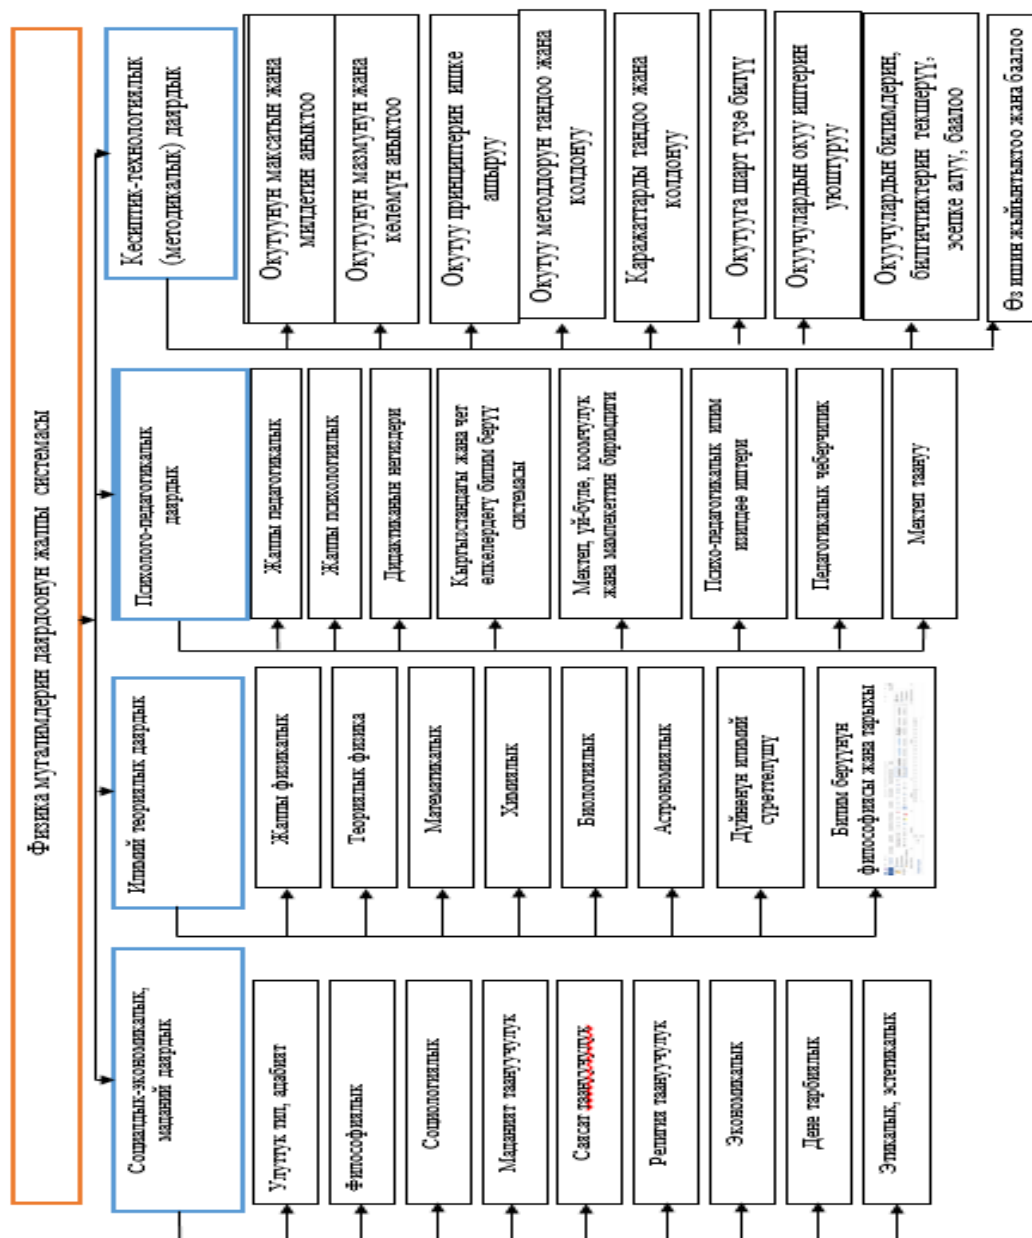 Физика мугалимдерин даярдоонун жалпы системасы
Социалдык-экономикалык,
маданий даярдык
Улуттук тил, адабият
Философиялык
Социологиялык
Маданият таануучулук
Саясат таануучулук
Религия таануучулук
Экономикалык
Дене тарбиялык
Этикалык, эстетикалык
Илимий теориялык даярдык
Жалпы физикалык
Теориялык физика
Математикалык
Химиялык
Биологиялык
Астрономиялык
Дүйнөнүн илимий
сүрөттөлүшү
Билим берүүнүн
философиясы жана тарыхы
Психолого-педагогикалык
даярдык
Жалпы педагогикалык
Жалпы психологиялык
Дидактиканын негиздери
Кыргызстандагы жана чет
өлкөлөрдөгү билим берүү
системасы
Мектеп, үй-бүлө, коомчулук
жана мамлекеттин биримдиги
Психо-педагогикалык илим
изилдөө иштери
Педагогикалык чеберчилик
Мектеп таануу
Кесиптик-технологиялык
(методикалык) даярдык
Окутуунун максатын жана
милдетин аныктоо
Окутуунун мазмунун жана
көлөмүн аныктоо
Окутуу принциптерин ишке
ашыруу
Окутуу методдорун тандоо жана
колдонуу
Каражаттарды тандоо жана
колдонуу
Окутууга шарт түзө билүү
Окуучулардын окуу иштерин
уюштуруу
Окуучулардын билимдерин,
билгичтиктерин текшерүү,
эсепке алуу, баалоо
Өз ишин жыйынтыктоо жана баалоо